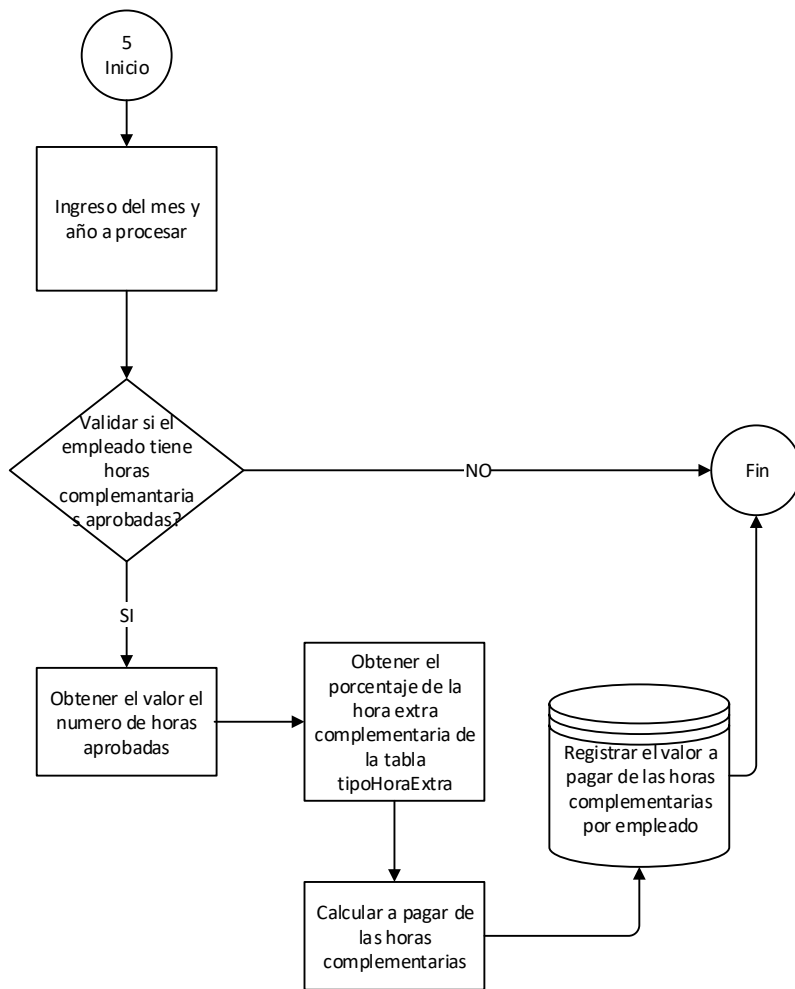 5
Inicio
Ingreso del mes y
año a procesar
Validar si el
empleado tiene
horas
complemantaria
s aprobadas?
NO
Fin
SI
Obtener el valor el
numero de horas
aprobadas
Obtener el
porcentaje de la
hora extra
complementaria de
la tabla
tipoHoraExtra
Registrar el valor a
pagar de las horas
complementarias
por empleado
Calcular a pagar de
las horas
complementarias